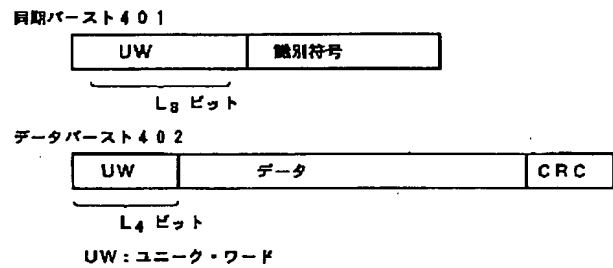 同期バースト401
UW 識別符号
L8 ビット
データバースト402
UW データ CRC
L4 ビット
UW:ユニーク・ワード